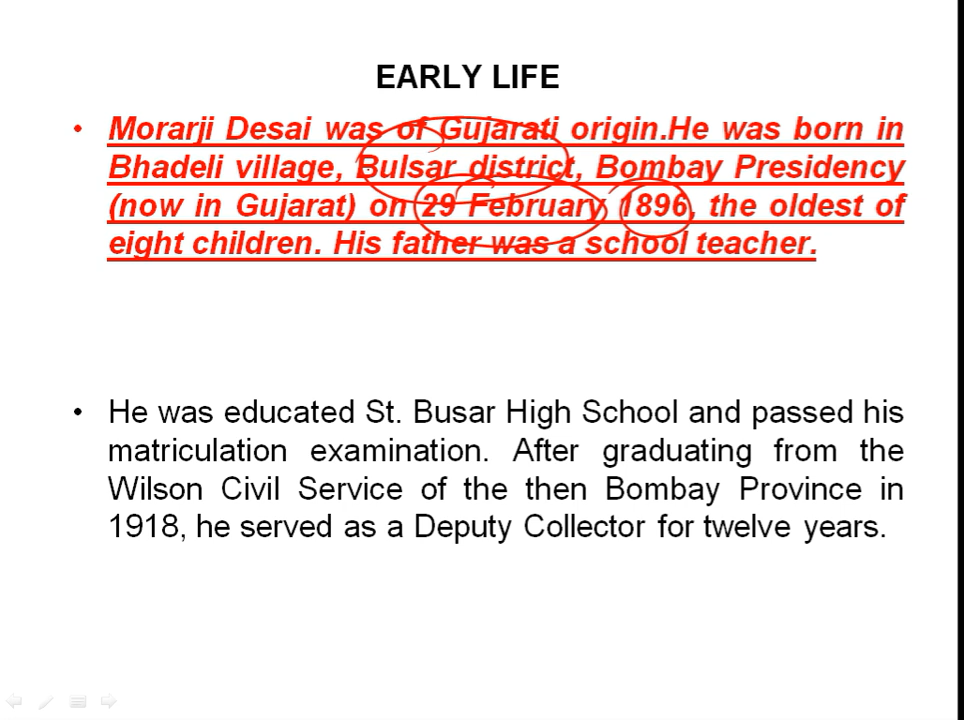 EARLY LIFE
• Morarji Desai was of Gujarati origin.He was born in
Bhadeli village, Bulsar district, Bombay Presidency
(now in Gujarat) on 29 February 1896, the oldest of
eight children. His father was a school teacher.
• He was educated St. Busar High School and passed his
matriculation examination. After graduating from the
Wilson Civil Service of the then Bombay Province in
1918, he served as a Deputy Collector for twelve years.